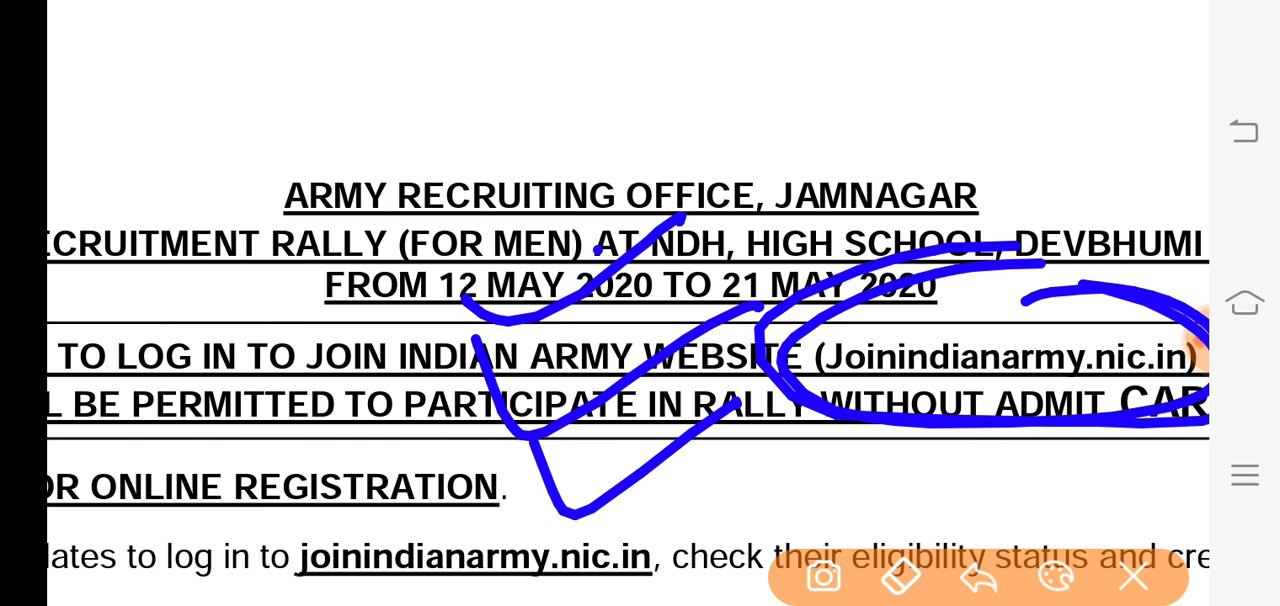 ARMY RECRUITING OFFICE, JAMNAGAR
ECRUITMENT RALLY (FOR MEN) AT NDH, HIGH SCHOOL, DEVBHUMI
FROM 12 MAY 2020 TO 21 MAY 2020
TO LOG IN TO JOIN INDIAN ARMY WEBSITE (Joinindianarmy.nic.in)
L BE PERMITTED TO PARTICIPATE IN RALLY WITHOUT ADMIT CAR
OR ONLINE REGISTRATION.
lates to log in to joinindianarmy.nic.in, check their eligibility status and cre